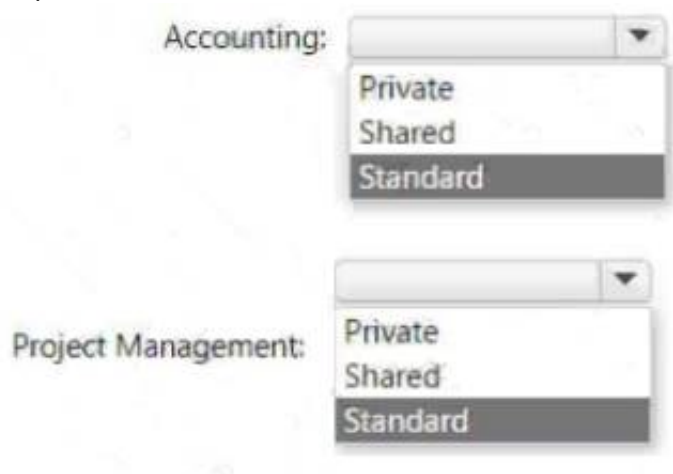 Accounting:
Private
Shared
Standard
Project Management:
Private
Shared
Standard